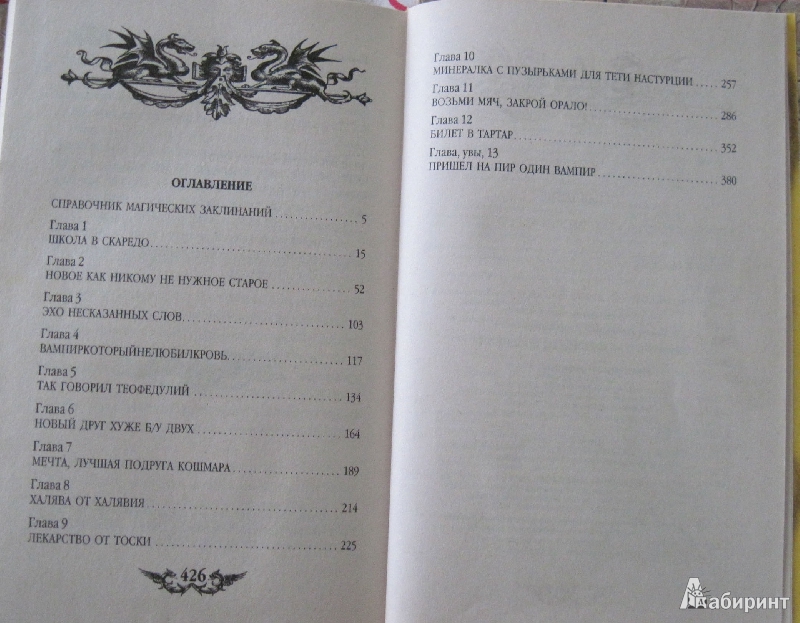 ОГЛАВЛЕНИЕ
СПРАВОЧНИК МАГИЧЕСКИХ ЗАКЛИНАНИЙ 5
Глава 1
ШКОЛА В СКАРЕДО 15
Глава 2
НОВОЕ КАК НИКОМУ НЕ НУЖНОЕ СТАРОЕ 52
Глава 3
ЭХО НЕСКАЗАННЫХ СЛОВ 103
Глава 4
ВАМПИРКОТОРЫЙНЕЛЮБИЛКРОВЬ 117
Глава 5
ТАК ГОВОРИЛ ТЕОФЕДУЛИЙ 134
Глава 6
НОВЫЙ ДРУГ ХУЖЕ Б/У ДВУХ 164
Глава 7
МЕЧТА, ЛУЧШАЯ ПОДРУГА КОШМАРА 189
Глава 8
ХАЛЯВА ОТ ХАЛЯВИЯ 214
Глава 9
ЛЕКАРСТВО ОТ ТОСКИ 225
426
Глава 10
МИНЕРАЛКА С ПУЗЫРЬКАМИ ДЛЯ ТЕТИ НАСТУРЦИИ 257
Глава 11
ВОЗЬМИ МЯЧ, ЗАКРОЙ ОРАЛО! 286
Глава 12
БИЛЕТ В ТАРТАР 352
Глава, увы, 13
ПРИШЕЛ НА ПИР ОДИН ВАМПИР 380
Лабиринт